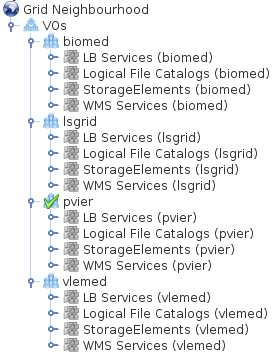 Grid Neighbourhood
VOs
biomed
LB Services (biomed)
Logical File Catalogs (biomed)
StorageElements (biomed)
WMS Services (biomed)
lsgrid
LB Services (lsgrid)
Logical File Catalogs (lsgrid)
StorageElements (lsgrid)
WMS Services (lsgrid)
pvier
LB Services (pvier)
Logical File Catalogs (pvier)
StorageElements (pvier)
WMS Services (pvier)
vlemed
LB Services (vlemed)
Logical File Catalogs (vlemed)
StorageElements (vlemed)
WMS Services (vlemed)